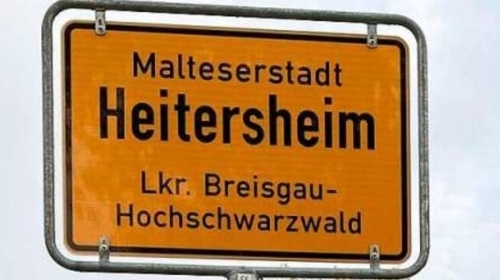 Malteserstadt
Heitersheim
Lkr. Breisgau-
Hochschwarzwald